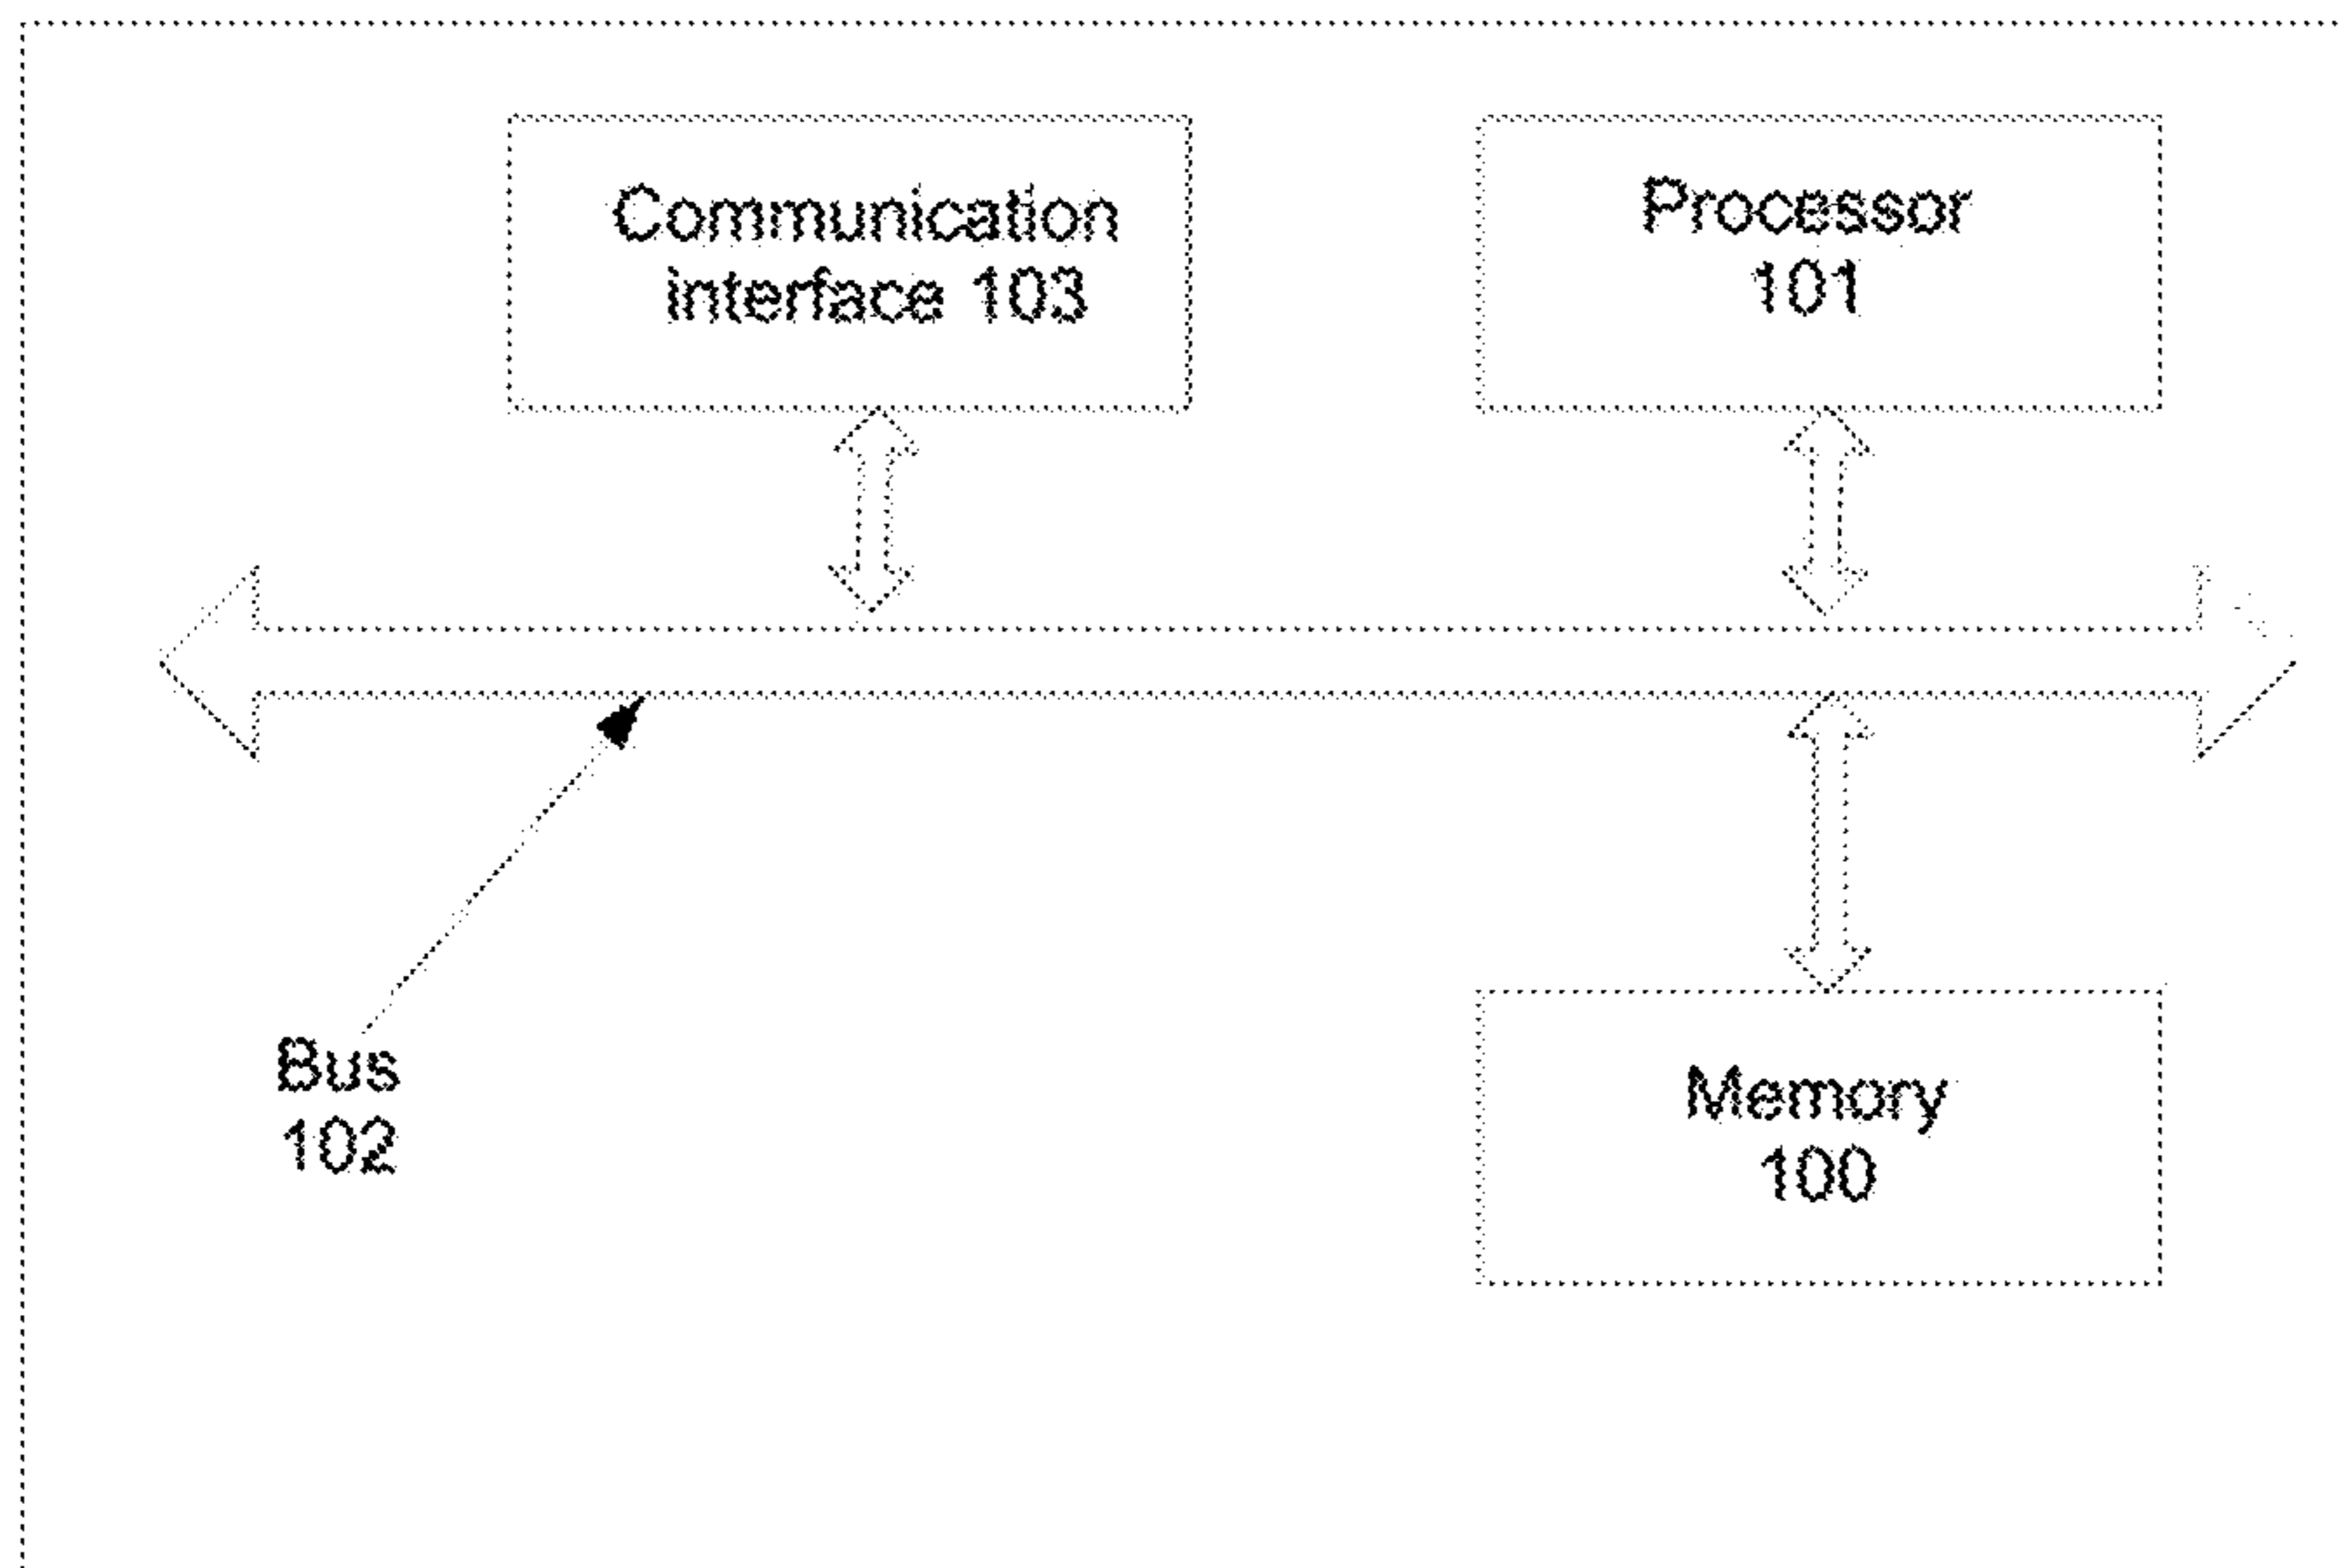 Communication
interface 103
Processor
101
Bus
102
Memory
100